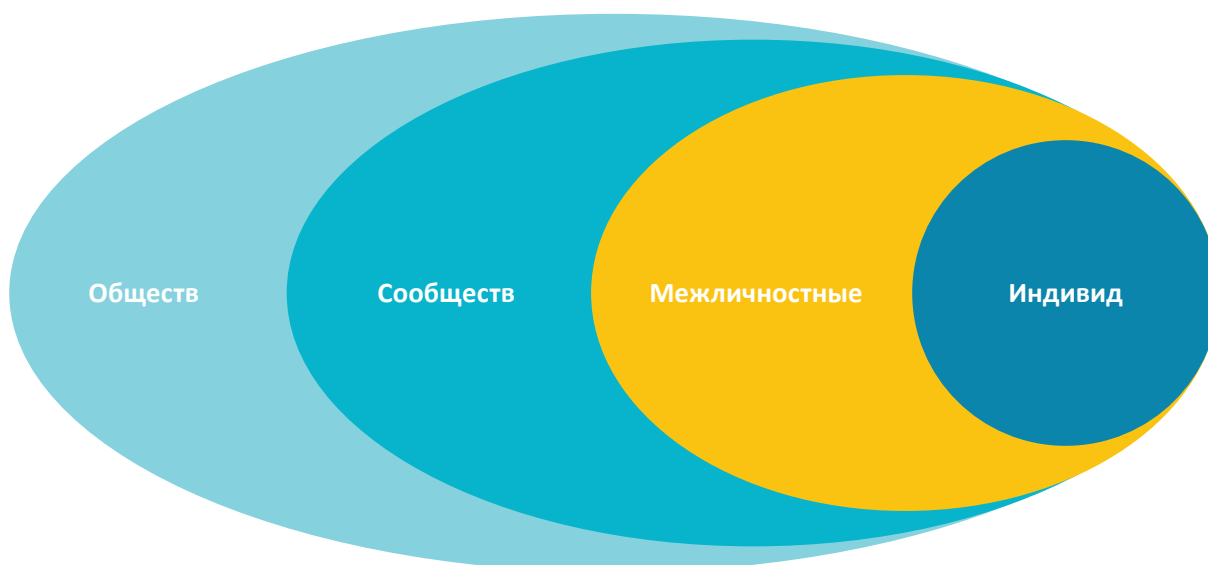 Обществ
Сообществ
Межличностные
Индивид